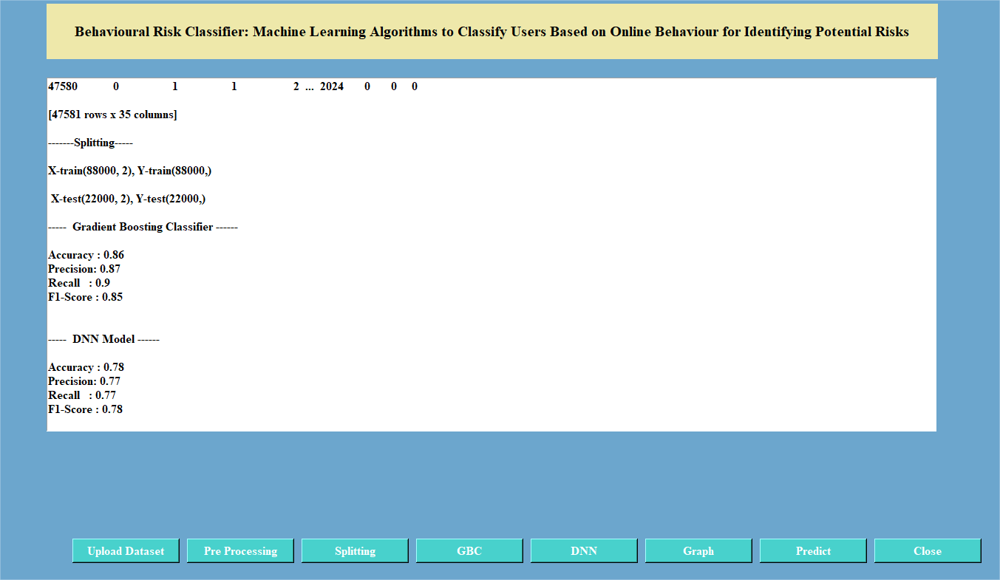 Behavioural Risk Classifier: Machine Learning Algorithms to Classify Users Based on Online Behaviour for Identifying Potential Risks
47580 0 1 1 2 ... 2024 0 0 0
[47581 rows x 35 columns]
-------Splitting-----
X-train(88000, 2), Y-train(88000,)
X-test(22000, 2), Y-test(22000,)
----- Gradient Boosting Classifier ------
Accuracy : 0.86
Precision: 0.87
Recall : 0.9
F1-Score : 0.85
----- DNN Model ------
Accuracy : 0.78
Precision: 0.77
Recall : 0.77
F1-Score : 0.78
Upload Dataset Pre Processing Splitting GBC DNN Graph Predict Close